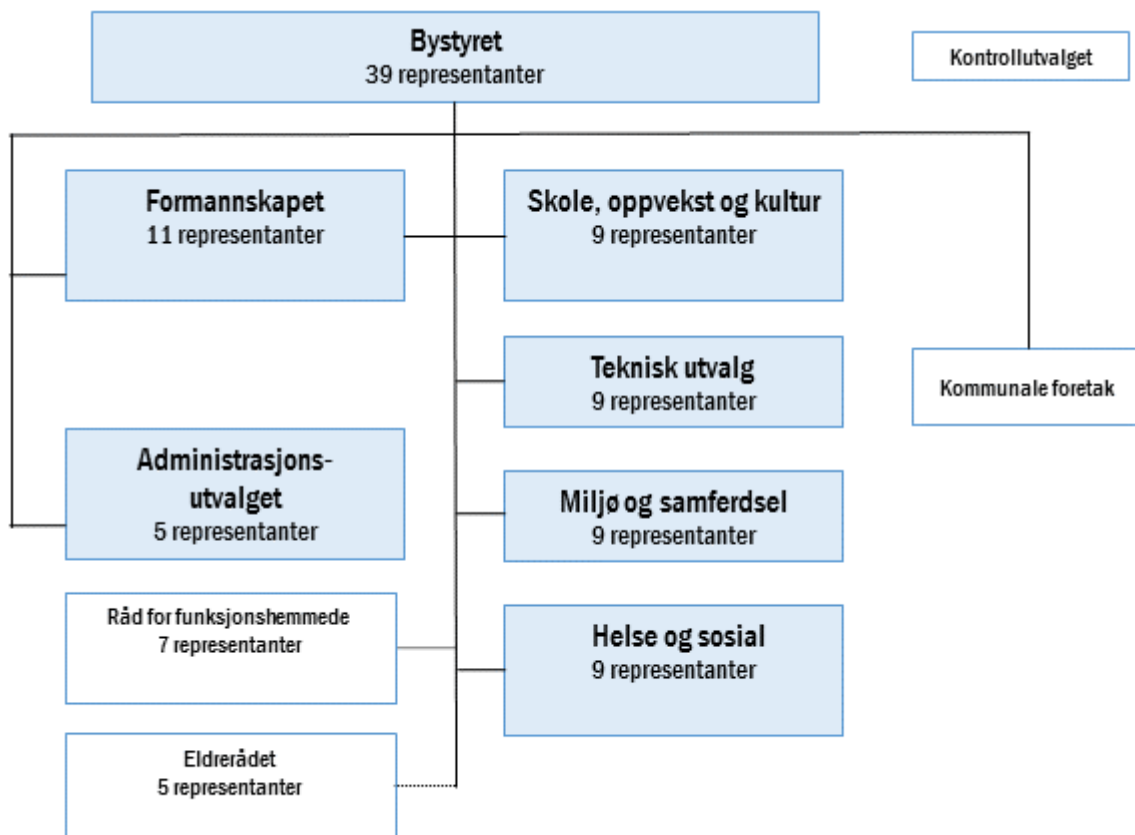 Bystyret
39 representanter
Kontrollutvalget
Formannskapet
11 representanter
Skole, oppvekst og kultur
9 representanter
Teknisk utvalg
9 representanter
Kommunale foretak
Administrasjons-
utvalget
5 representanter
Miljø og samferdsel
9 representanter
Råd for funksjonshemmede
7 representanter
Helse og sosial
9 representanter
Eldrerådet
5 representanter